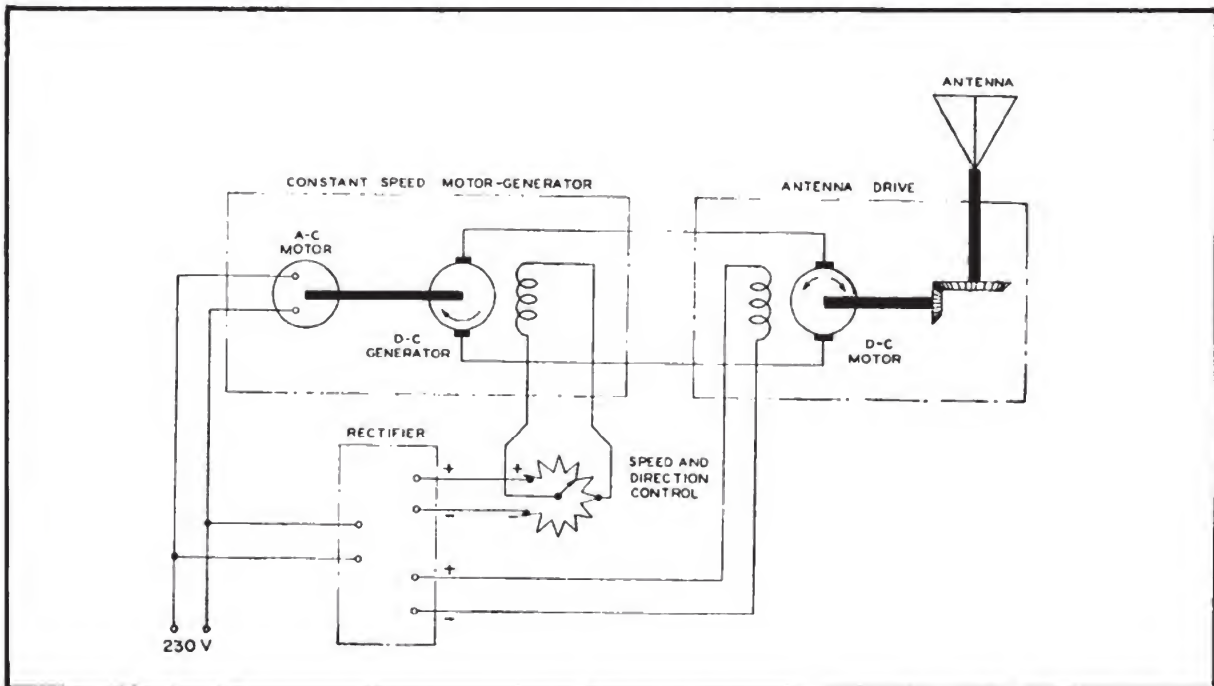 ANTENNA
CONSTANT SPEED MOTOR-GENERATOR
ANTENNA DRIVE
A-C
MOTOR
D-C
GENERATOR
D-C
MOTOR
RECTIFIER
+
+
SPEED AND
DIRECTION
CONTROL
-
-
+
-
230 V